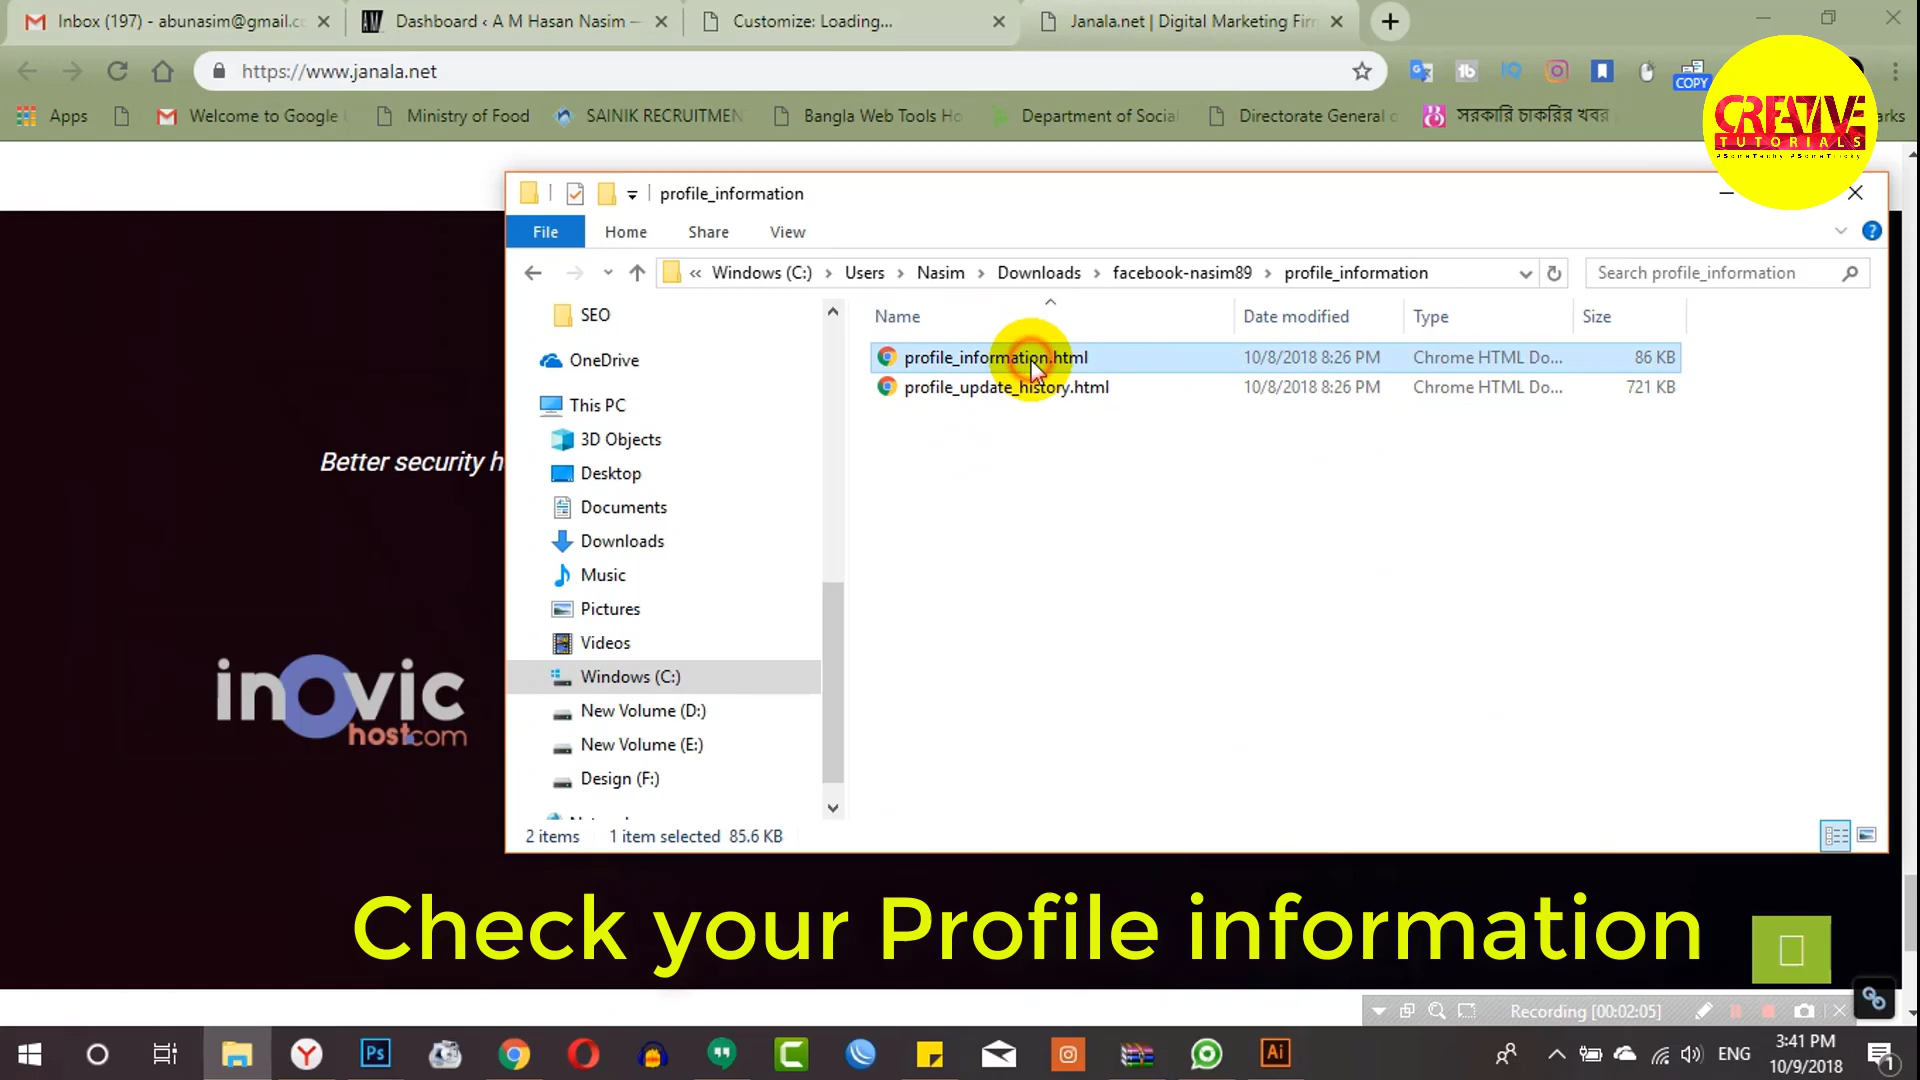 Inbox (197) - abunasim@gmail.c
Dashboard ‹ A M Hasan Nasim —
Customize: Loading...
Janala.net | Digital Marketing Fir
https://www.janala.net
COPY
Apps
Welcome to Google
Ministry of Food
SAINIK RECRUITMEN
Bangla Web Tools Ho
Department of Social
Directorate General o
সরকারি চাকরির খবর
arks
CREATIVE
TUTORIALS
#SomeTechy #SomeTricky
profile_information
File
Home
Share
View
« Windows (C:) › Users › Nasim › Downloads › facebook-nasim89 › profile_information
Search profile_information
Name
Date modified
Type
Size
profile_information.html
10/8/2018 8:26 PM
Chrome HTML Do...
86 KB
profile_update_history.html
10/8/2018 8:26 PM
Chrome HTML Do...
721 KB
SEO
OneDrive
This PC
3D Objects
Desktop
Documents
Downloads
Music
Pictures
Videos
Windows (C:)
New Volume (D:)
New Volume (E:)
Design (F:)
2 items
1 item selected 85.6 KB
Better security h
inovic
host.com
Check your Profile information
Recording [00:02:05]
ENG
3:41 PM
10/9/2018
1